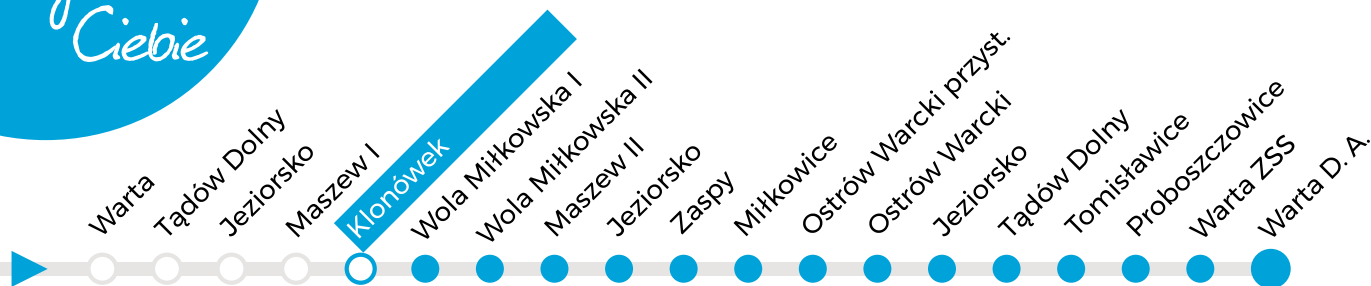 Ciebie
Warta
Tądów Dolny
Jeziorsko
Maszew I
Klonówek
Wola Miłkowska I
Wola Miłkowska II
Maszew II
Jeziorsko
Zaspy
Miłkowice
Ostrów Warcki przyst.
Ostrów Warcki
Jeziorsko
Tądów Dolny
Tomisławice
Proboszczowice
Warta ZSS
Warta D. A.